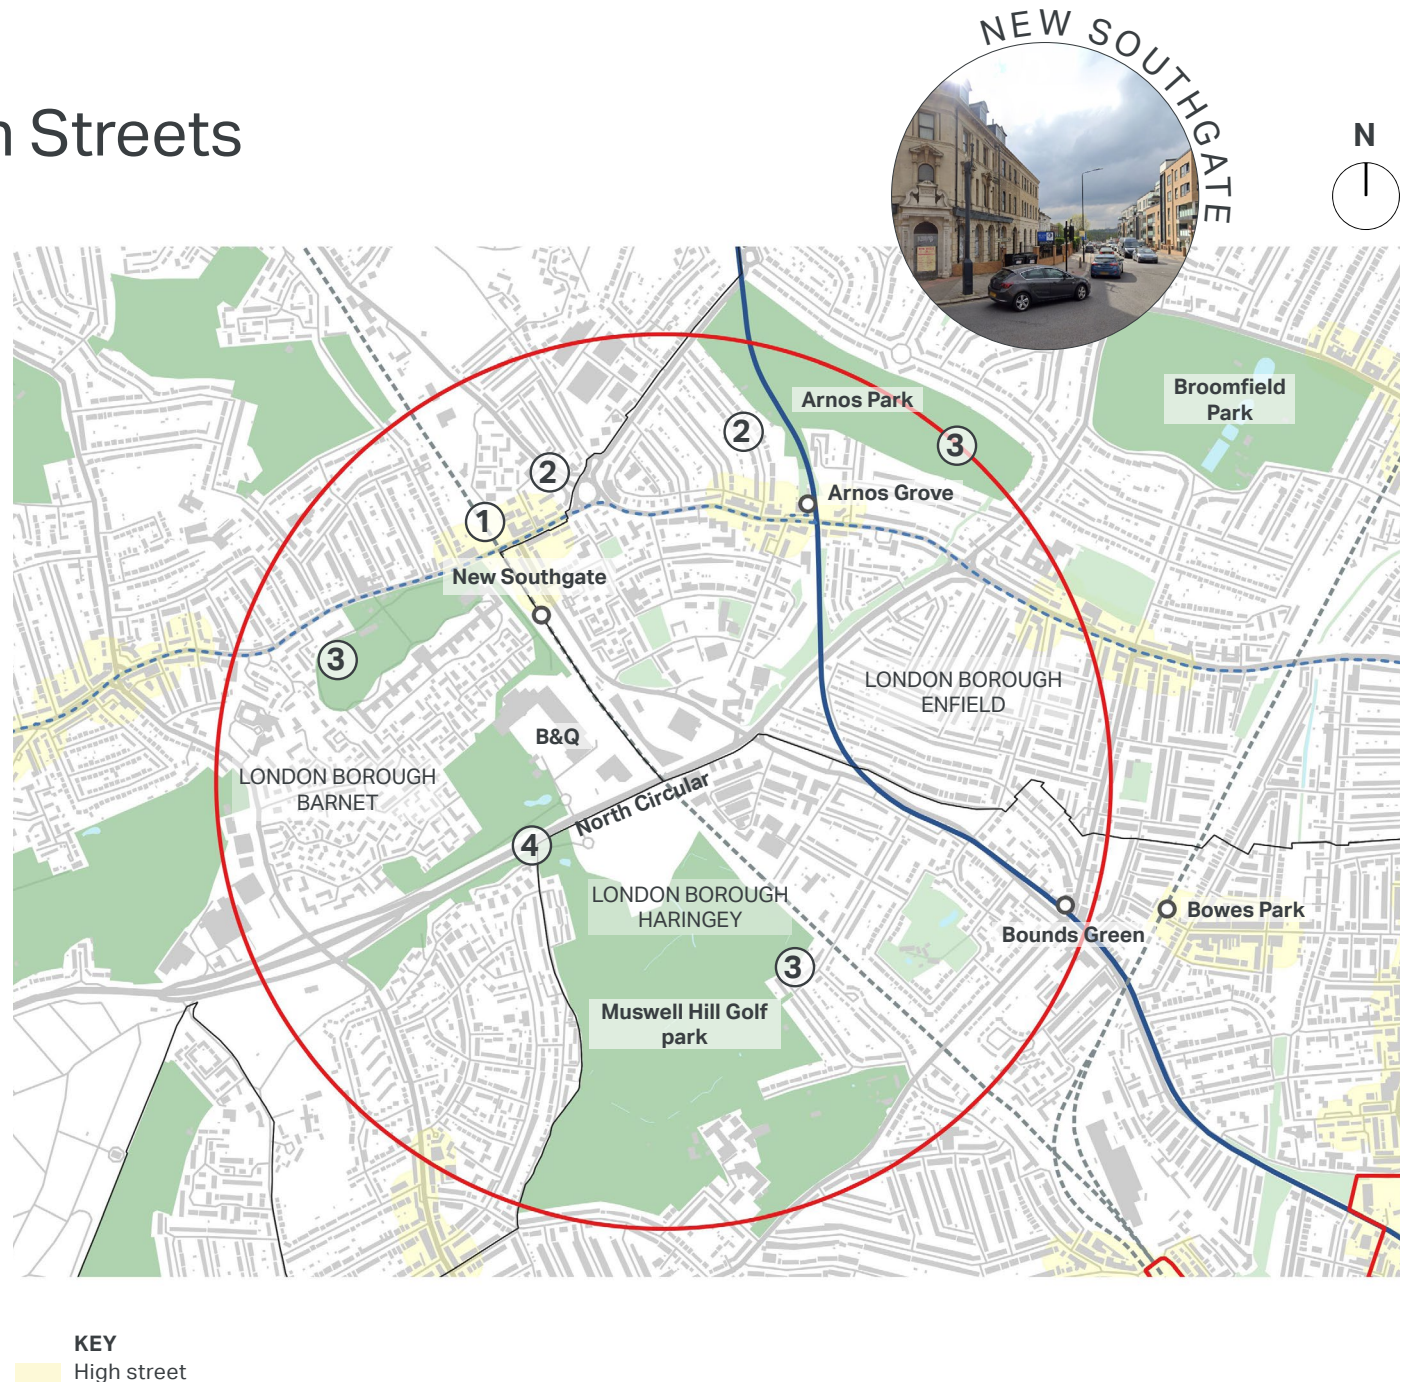 NEW SOUTHGATE
Streets
N
Arnos Park
Broomfield
Park
2
3
2
Arnos Grove
1
New Southgate
3
LONDON BOROUGH
ENFIELD
B&Q
LONDON BOROUGH
BARNET
North Circular
4
LONDON BOROUGH
HARINGEY
Bowes Park
Bounds Green
3
Muswell Hill Golf
park
KEY
High street